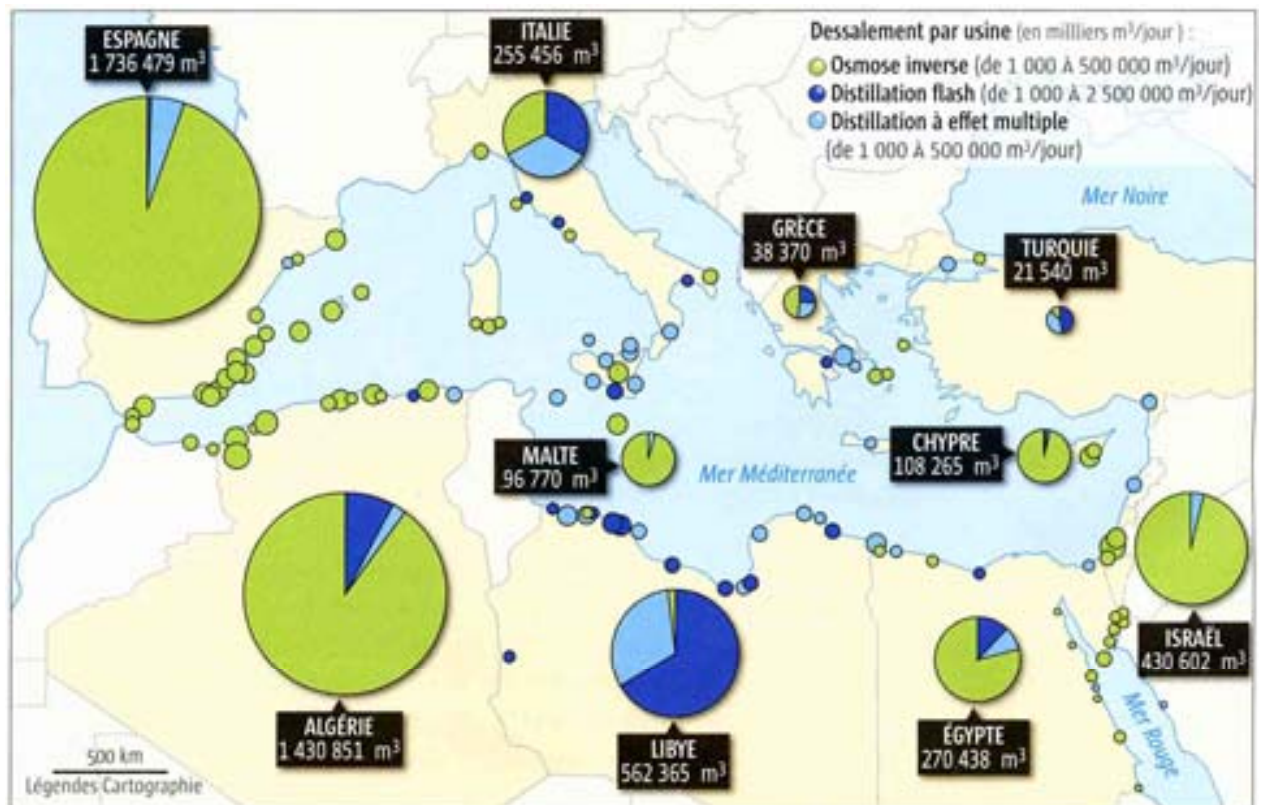 ESPAGNE
1 736 479 m³
ITALIE
255 456 m³
Dessalement par usine (en milliers m³/jour ) :
Osmose inverse (de 1 000 À 500 000 m³/jour)
Distillation flash (de 1 000 À 2 500 000 m³/jour)
Distillation à effet multiple
(de 1 000 À 500 000 m³/jour)
Mer Noire
GRÈCE
38 370 m³
TURQUIE
21 540 m³
MALTE
96 770 m³
Mer Méditerranée
CHYPRE
108 265 m³
ISRAËL
430 602 m³
ALGÉRIE
1 430 851 m³
LIBYE
562 365 m³
ÉGYPTE
270 438 m³
Mer Rouge
500 km
Légendes Cartographie